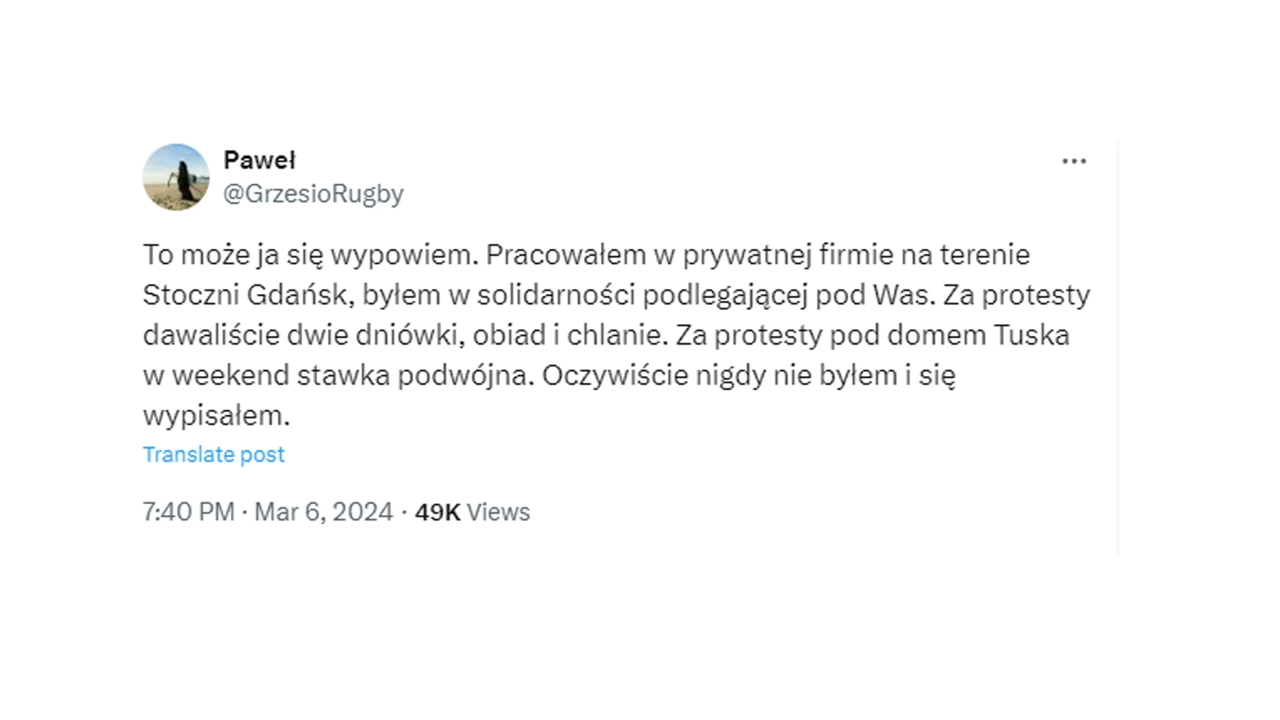 Paweł
@GrzesioRugby
To może ja się wypowiem. Pracowałem w prywatnej firmie na terenie
Stoczni Gdańsk, byłem w solidarności podlegającej pod Was. Za protesty
dawaliście dwie dniówki, obiad i chlanie. Za protesty pod domem Tuska
w weekend stawka podwójna. Oczywiście nigdy nie byłem i się
wypisałem.
Translate post
7:40 PM · Mar 6, 2024 · 49K Views